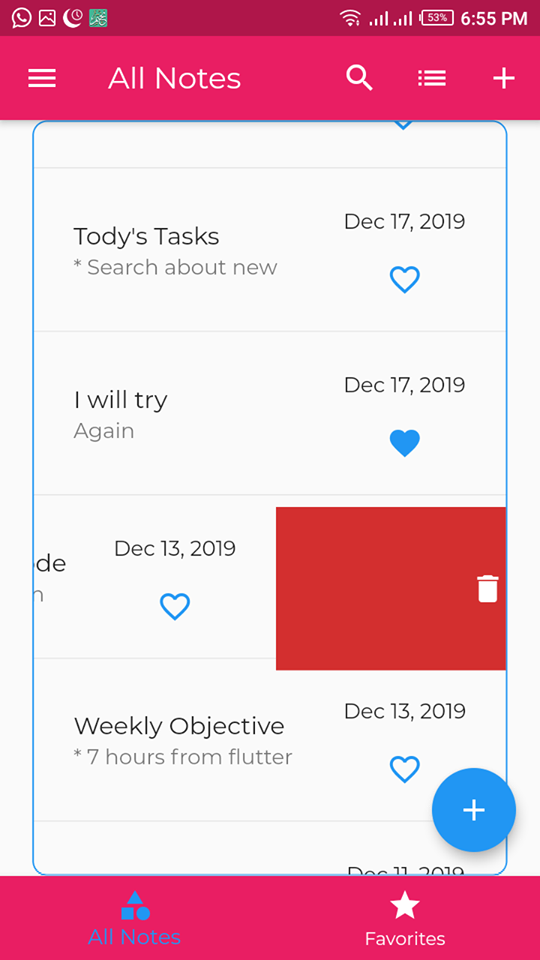 53% 6:55 PM
All Notes
Dec 17, 2019
Tody's Tasks
* Search about new
Dec 17, 2019
I will try
Again
Dec 13, 2019
de
n
Dec 13, 2019
Weekly Objective
* 7 hours from flutter
Dec 11, 2019
All Notes
Favorites